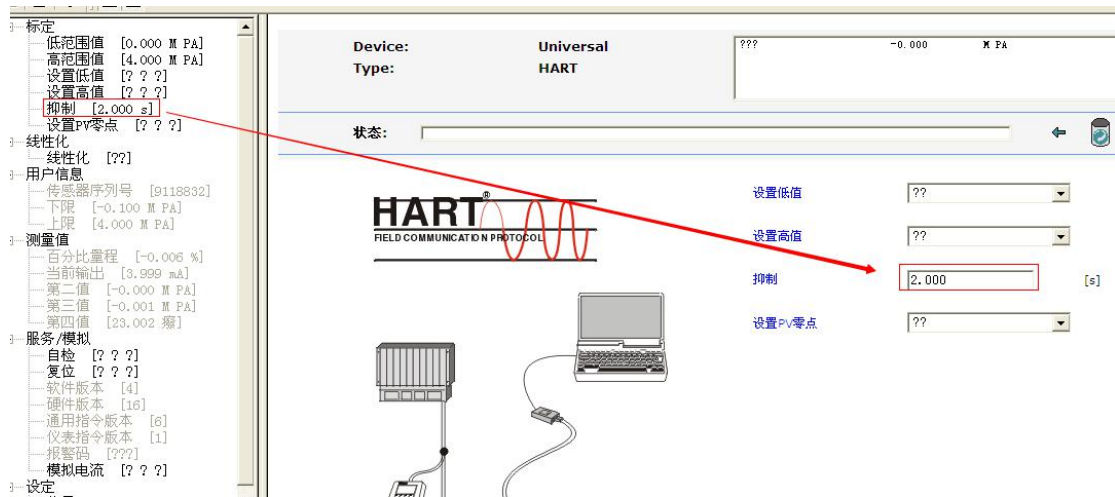 标定
低范围值 [0.000 M PA]
高范围值 [4.000 M PA]
设置低值 [? ? ?]
设置高值 [? ? ?]
抑制 [2.000 s]
设置PV零点 [? ? ?]
线性化
线性化 [??]
用户信息
传感器序列号 [9118832]
下限 [-0.100 M PA]
上限 [4.000 M PA]
测量值
百分比量程 [-0.006 %]
当前输出 [3.999 mA]
第二值 [-0.000 M PA]
第三值 [-0.001 M PA]
第四值 [23.002 癈]
服务/模拟
自检 [? ? ?]
复位 [? ? ?]
软件版本 [4]
硬件版本 [16]
通用指令版本 [6]
仪表指令版本 [1]
报警码 [???]
模拟电流 [? ? ?]
设定
Device: Universal
Type: HART
??? -0.000 M PA
状态:
HART®
FIELD COMMUNICATION PROTOCOL
设置低值 ??
设置高值 ??
抑制 2.000 [s]
设置PV零点 ??